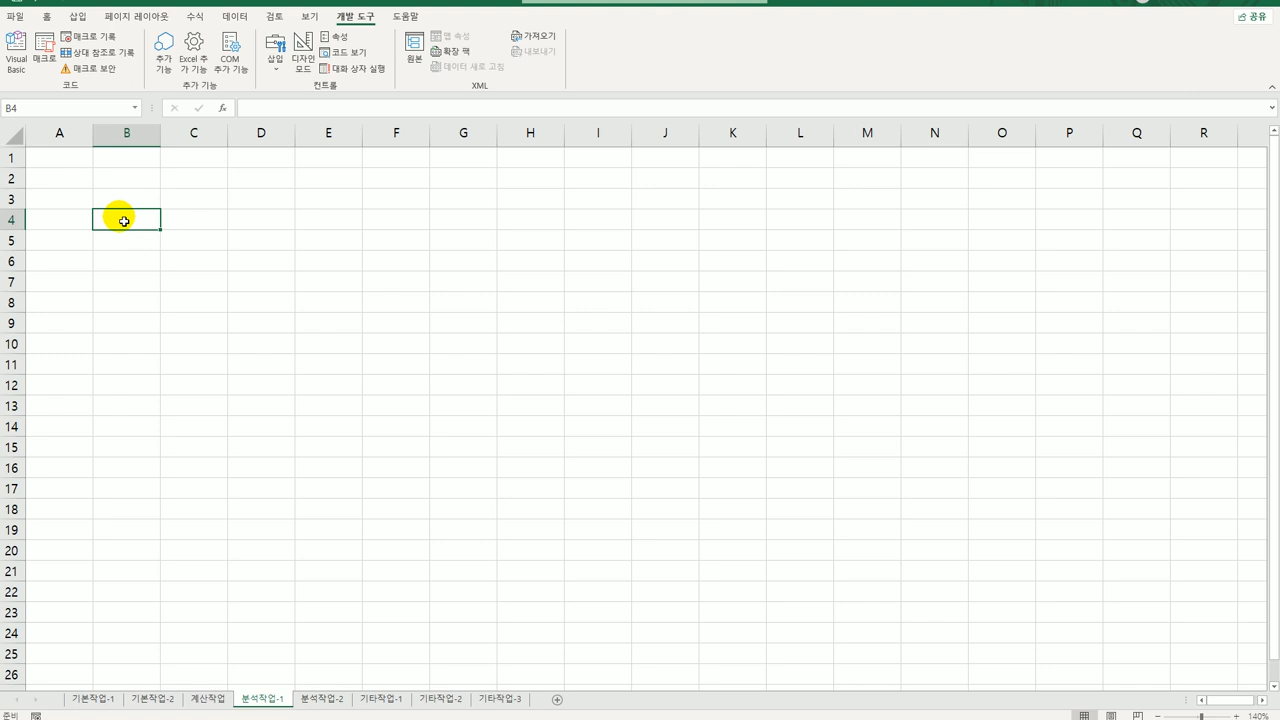 파일 홈 삽입 페이지 레이아웃 수식 데이터 검토 보기 개발 도구 도움말 공유
Visual Basic
매크로
매크로 기록
상대 참조로 기록
매크로 보안
코드
추가 기능
Excel 추가 기능
COM 추가 기능
추가 기능
삽입
디자인 모드
속성
코드 보기
대화 상자 실행
컨트롤
원본
맵 속성
확장 팩
데이터 새로 고침
가져오기
내보내기
XML
B4 fx
A B C D E F G H I J K L M N O P Q R
1
2
3
4
5
6
7
8
9
10
11
12
13
14
15
16
17
18
19
20
21
22
23
24
25
26
기본작업-1 기본작업-2 계산작업 분석작업-1 분석작업-2 기타작업-1 기타작업-2 기타작업-3
준비 140%